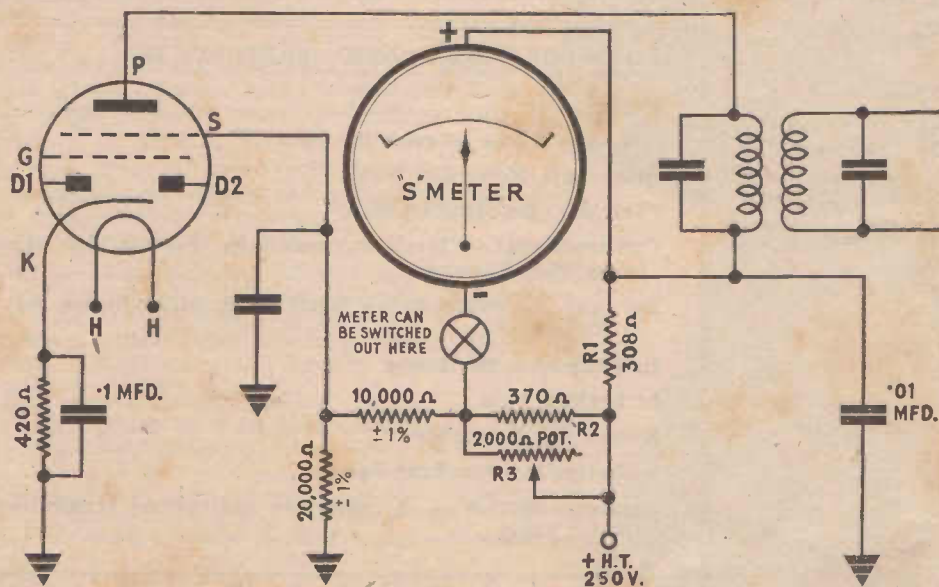 P
+
S
G
D1
D2
"S" METER
K
H
H
-
METER CAN
BE SWITCHED
OUT HERE
R1
308Ω
420Ω
·1 MFD.
10,000Ω
±1%
370Ω
R2
2,000Ω POT.
R3
20,000Ω
±1%
·01
MFD.
+ H.T.
250V.